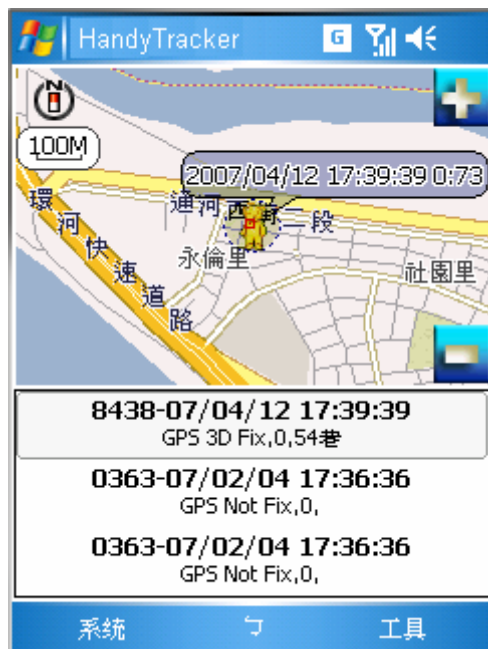 HandyTracker
G
N
100M
2007/04/12 17:39:39 0:73
環河快速道路
通河西
二段
永倫里
社園里
8438-07/04/12 17:39:39
GPS 3D Fix,0,54巷
0363-07/02/04 17:36:36
GPS Not Fix,0,
0363-07/02/04 17:36:36
GPS Not Fix,0,
系统
工具